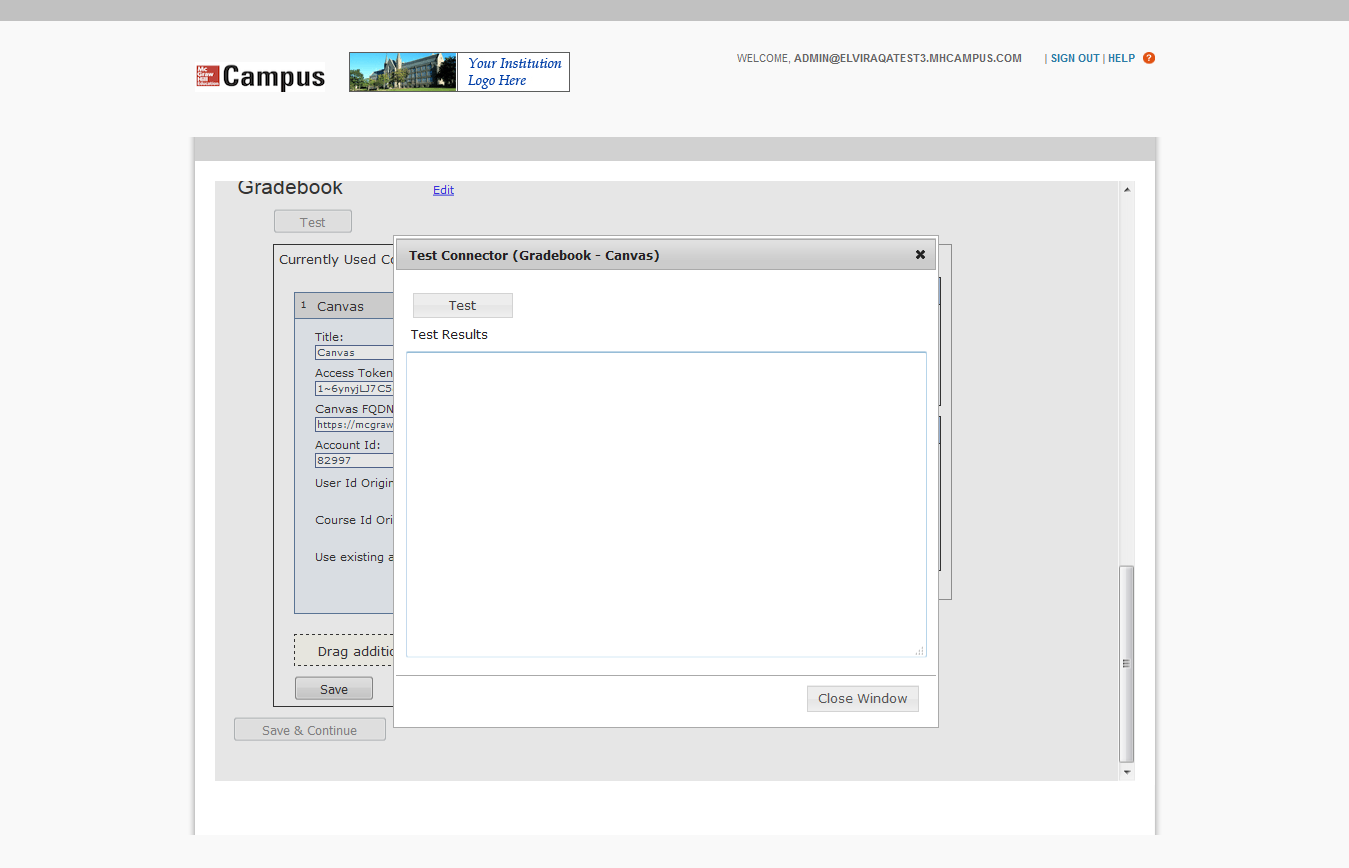 Mc
Graw
Hill
Education
Campus
Your Institution
Logo Here
WELCOME, ADMIN@ELVIRAQATEST3.MHCAMPUS.COM | SIGN OUT | HELP ?
Gradebook Edit
Test
Currently Used Co
Test Connector (Gradebook - Canvas)
Test
Test Results
1 Canvas
Title:
Canvas
Access Token
1~6ynyjLJ7C5
Canvas FQDN
https://mcgraw
Account Id:
82997
User Id Origin
Course Id Ori
Use existing a
Drag additio
Save
Close Window
Save & Continue